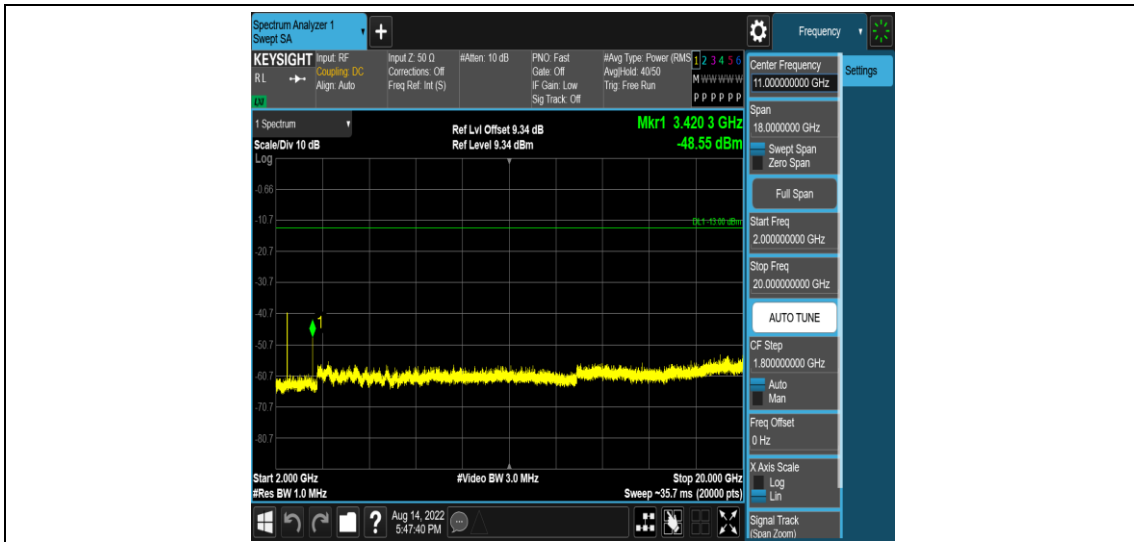 Spectrum Analyzer 1
Swept SA
+
Frequency
KEYSIGHT
RL
LXI
Input: RF
Coupling: DC
Align: Auto
Input Z: 50 Ω
Corrections: Off
Freq Ref: Int (S)
#Atten: 10 dB
PNO: Fast
Gate: Off
IF Gain: Low
Sig Track: Off
#Avg Type: Power (RMS
Avg|Hold: 40/50
Trig: Free Run
1 2 3 4 5 6
M W W W W W
P P P P P P
Center Frequency
11.000000000 GHz
Settings
Span
18.0000000 GHz
Swept Span
Zero Span
Full Span
Start Freq
2.000000000 GHz
Stop Freq
20.000000000 GHz
AUTO TUNE
CF Step
1.800000000 GHz
Auto
Man
Freq Offset
0 Hz
X Axis Scale
Log
Lin
Signal Track
(Span Zoom)
1 Spectrum
Scale/Div 10 dB
Log
Ref Lvl Offset 9.34 dB
Ref Level 9.34 dBm
Mkr1 3.420 3 GHz
-48.55 dBm
-0.66
-10.7
DL1 -13.00 dBm
-20.7
-30.7
-40.7
1
-50.7
-60.7
-70.7
-80.7
Start 2.000 GHz
#Res BW 1.0 MHz
#Video BW 3.0 MHz
Stop 20.000 GHz
Sweep ~35.7 ms (20000 pts)
?
Aug 14, 2022
5:47:40 PM